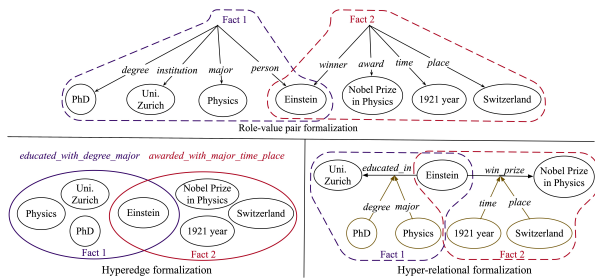 Fact 1
Fact 2
degree
institution
major
person
winner
award
time
place
PhD
Uni.
Zurich
Physics
Einstein
Nobel Prize
in Physics
1921 year
Switzerland
Role-value pair formalization
educated_with_degree_major
awarded_with_major_time_place
Uni.
Zurich
Physics
PhD
Einstein
Nobel Prize
in Physics
Switzerland
1921 year
Fact 1
Fact 2
Hyperedge formalization
Uni.
Zurich
educated_in
Einstein
win_prize
Nobel Prize
in Physics
degree
major
time
place
PhD
Physics
1921 year
Switzerland
Fact 1
Fact 2
Hyper-relational formalization